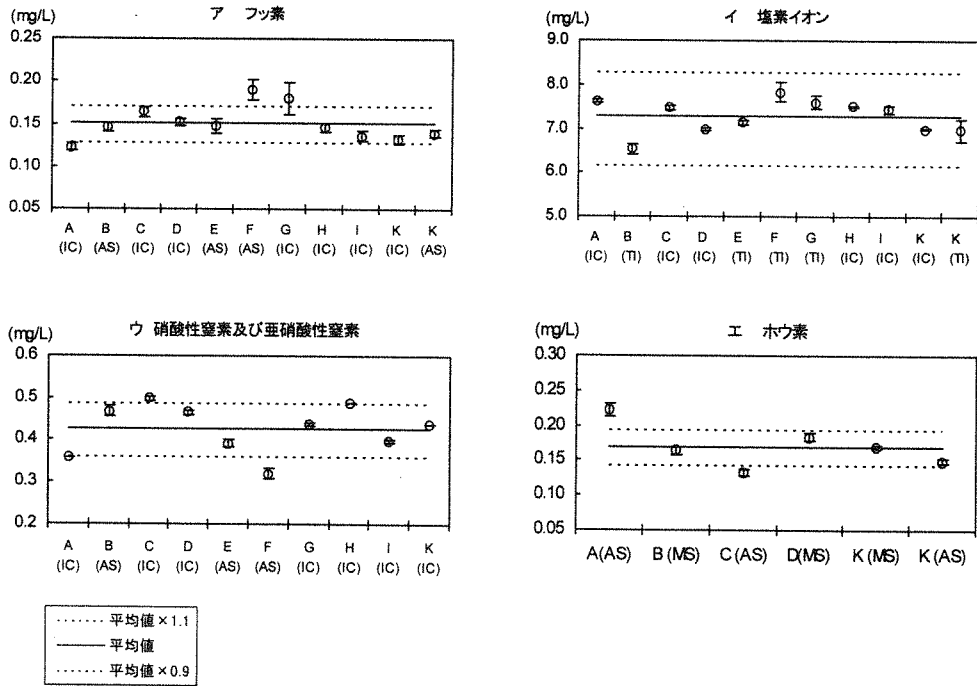 (mg/L) ア フッ素
0.25
0.20
0.15
0.10
0.05
A B C D E F G H I K K
(IC) (AS) (IC) (IC) (AS) (AS) (IC) (IC) (IC) (IC) (AS)
(mg/L) イ 塩素イオン
9.0
8.0
7.0
6.0
5.0
A B C D E F G H I K K
(IC) (TI) (IC) (IC) (TI) (TI) (TI) (IC) (IC) (IC) (TI)
(mg/L) ウ 硝酸性窒素及び亜硝酸性窒素
0.6
0.5
0.4
0.3
0.2
A B C D E F G H I K
(IC) (AS) (IC) (IC) (AS) (AS) (IC) (IC) (IC) (IC)
(mg/L) エ ホウ素
0.30
0.25
0.20
0.15
0.10
0.05
A(AS) B(MS) C(AS) D(MS) K(MS) K(AS)
平均値×1.1
平均値
平均値×0.9